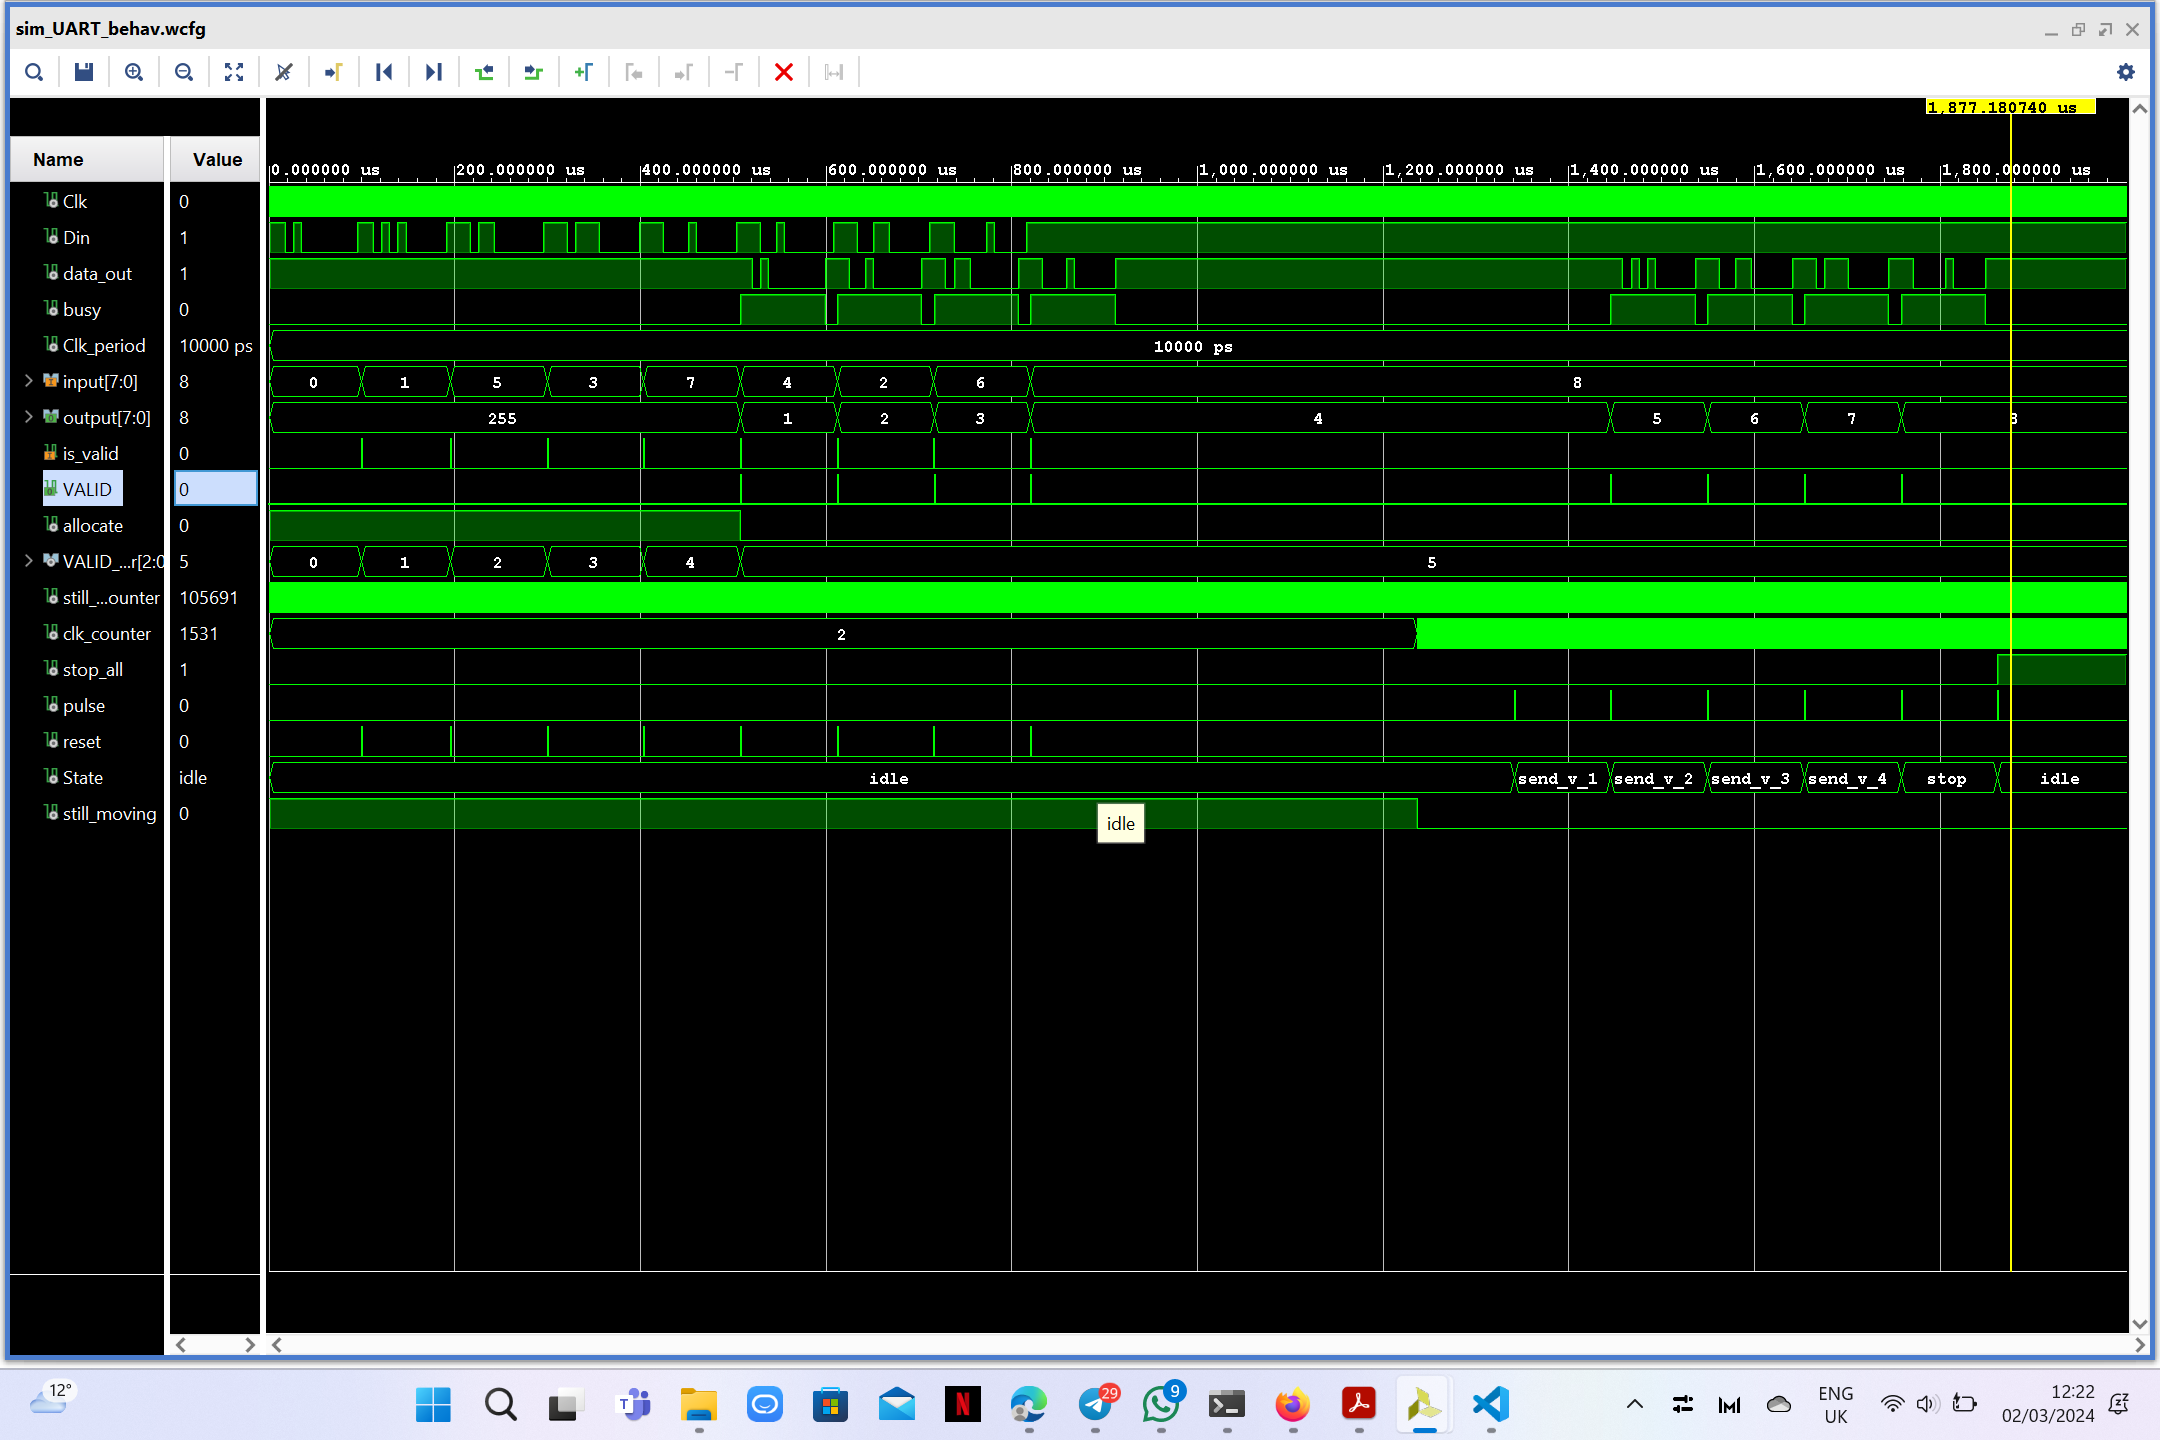 sim_UART_behav.wcfg
1,877.180740 us
Name Value
0.000000 us 200.000000 us 400.000000 us 600.000000 us 800.000000 us 1,000.000000 us 1,200.000000 us 1,400.000000 us 1,600.000000 us 1,800.000000 us
Clk 0
Din 1
data_out 1
busy 0
Clk_period 10000 ps 10000 ps
input[7:0] 8 0 1 5 3 7 4 2 6 8
output[7:0] 8 255 1 2 3 4 5 6 7 8
is_valid 0
VALID 0
allocate 0
VALID_...r[2:0 5 0 1 2 3 4 5
still_...ounter 105691
clk_counter 1531 2
stop_all 1
pulse 0
reset 0
State idle idle send_v_1 send_v_2 send_v_3 send_v_4 stop idle
still_moving 0
idle
12°
T
N
29
9
ENG
UK
12:22
02/03/2024